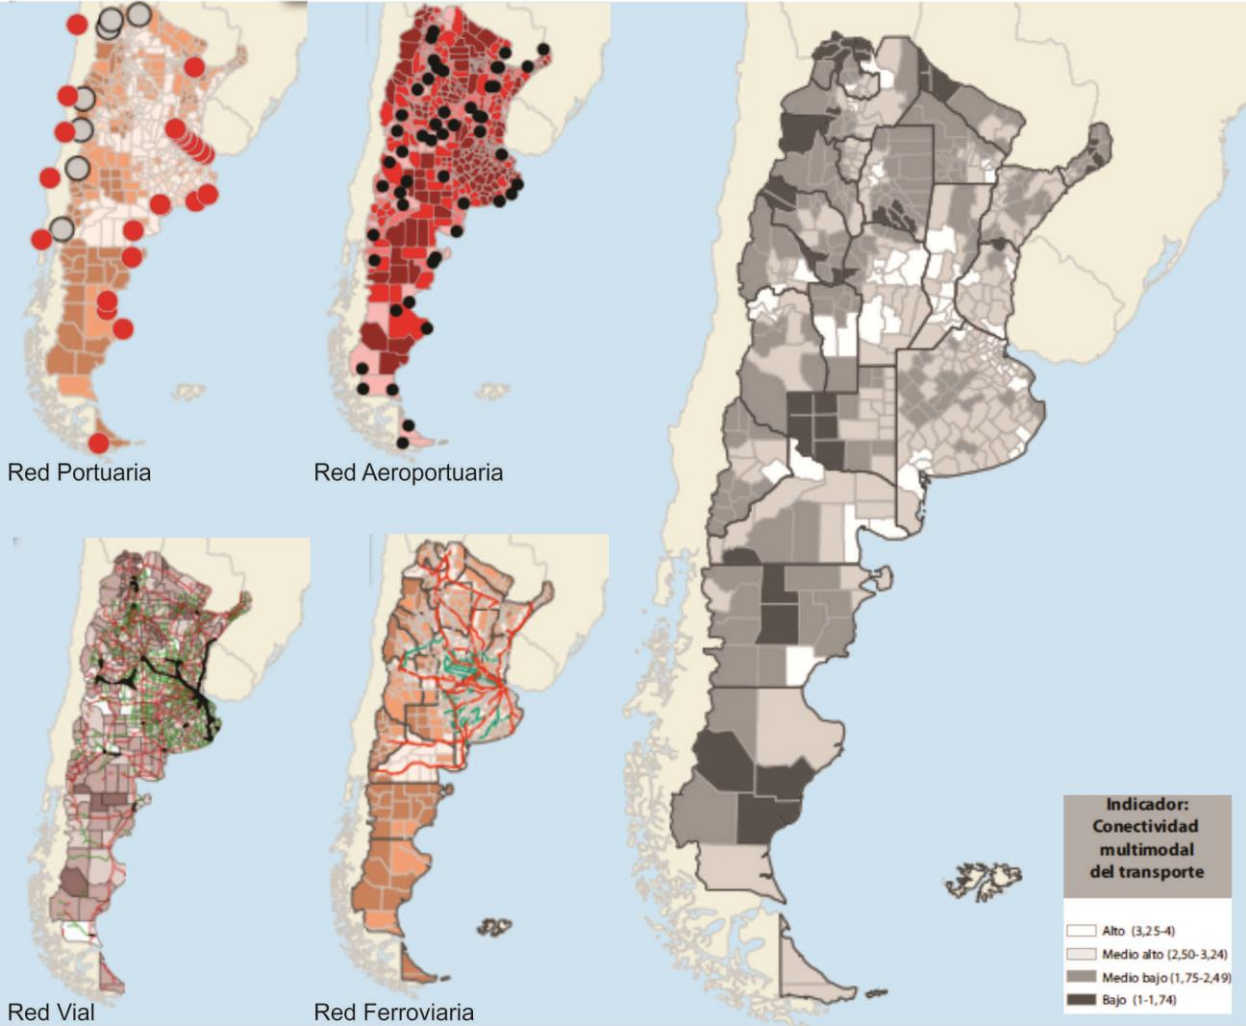 Red Portuaria
Red Aeroportuaria
Red Vial
Red Ferroviaria
Indicador:
Conectividad
multimodal
del transporte
Alto (3,25-4)
Medio alto (2,50-3,24)
Medio bajo (1,75-2,49)
Bajo (1-1,74)